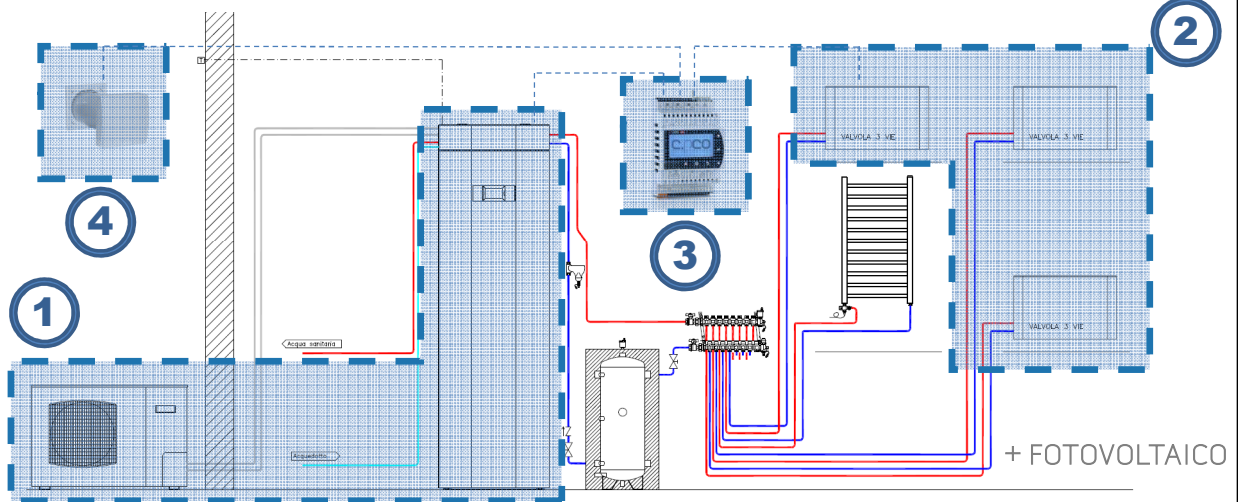 2
VALVOLA 3 VIE
VALVOLA 3 VIE
4
3
1
Acqua sanitaria
VALVOLA 3 VIE
Acquedotto
+ FOTOVOLTAICO